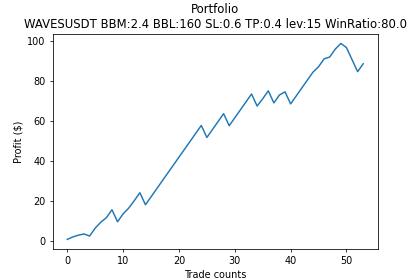 Portfolio
WAVESUSDT BBM:2.4 BBL:160 SL:0.6 TP:0.4 lev:15 WinRatio:80.0
100
80
60
40
20
0
Profit ($)
0 10 20 30 40 50
Trade counts